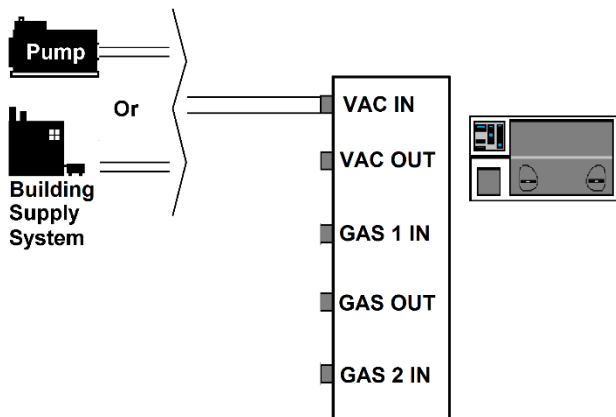 Pump
Or
Building
Supply
System
VAC IN
VAC OUT
GAS 1 IN
GAS OUT
GAS 2 IN